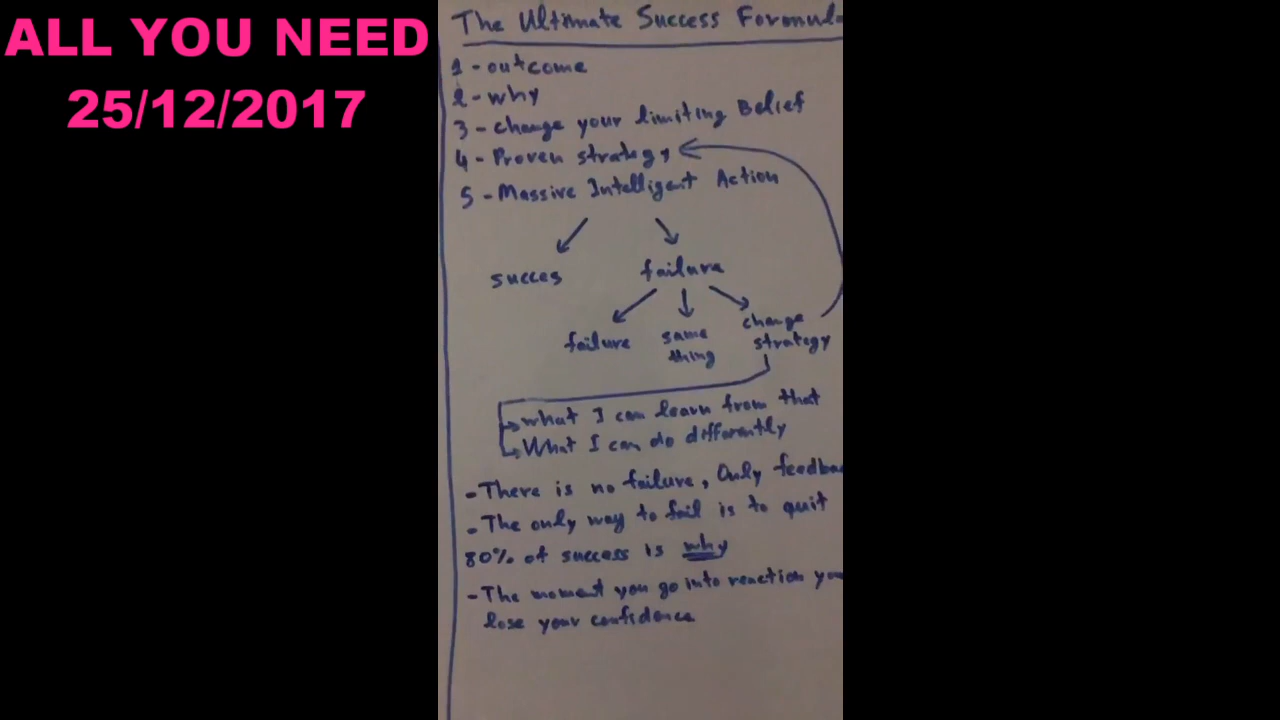 ALL YOU NEED
25/12/2017
The Ultimate Success Foromula
1 - outcome
2 - why
3 - change your limiting Belief
4 - Proven strategy
5 - Massive Intelligent Action
succes failure
failure same thing change strategy
what I can learn from that
What I can do differently
- There is no failure, Only feedba
- The only way to fail is to quit
80% of success is why
- The moment you go into reaction you
lose your confidence